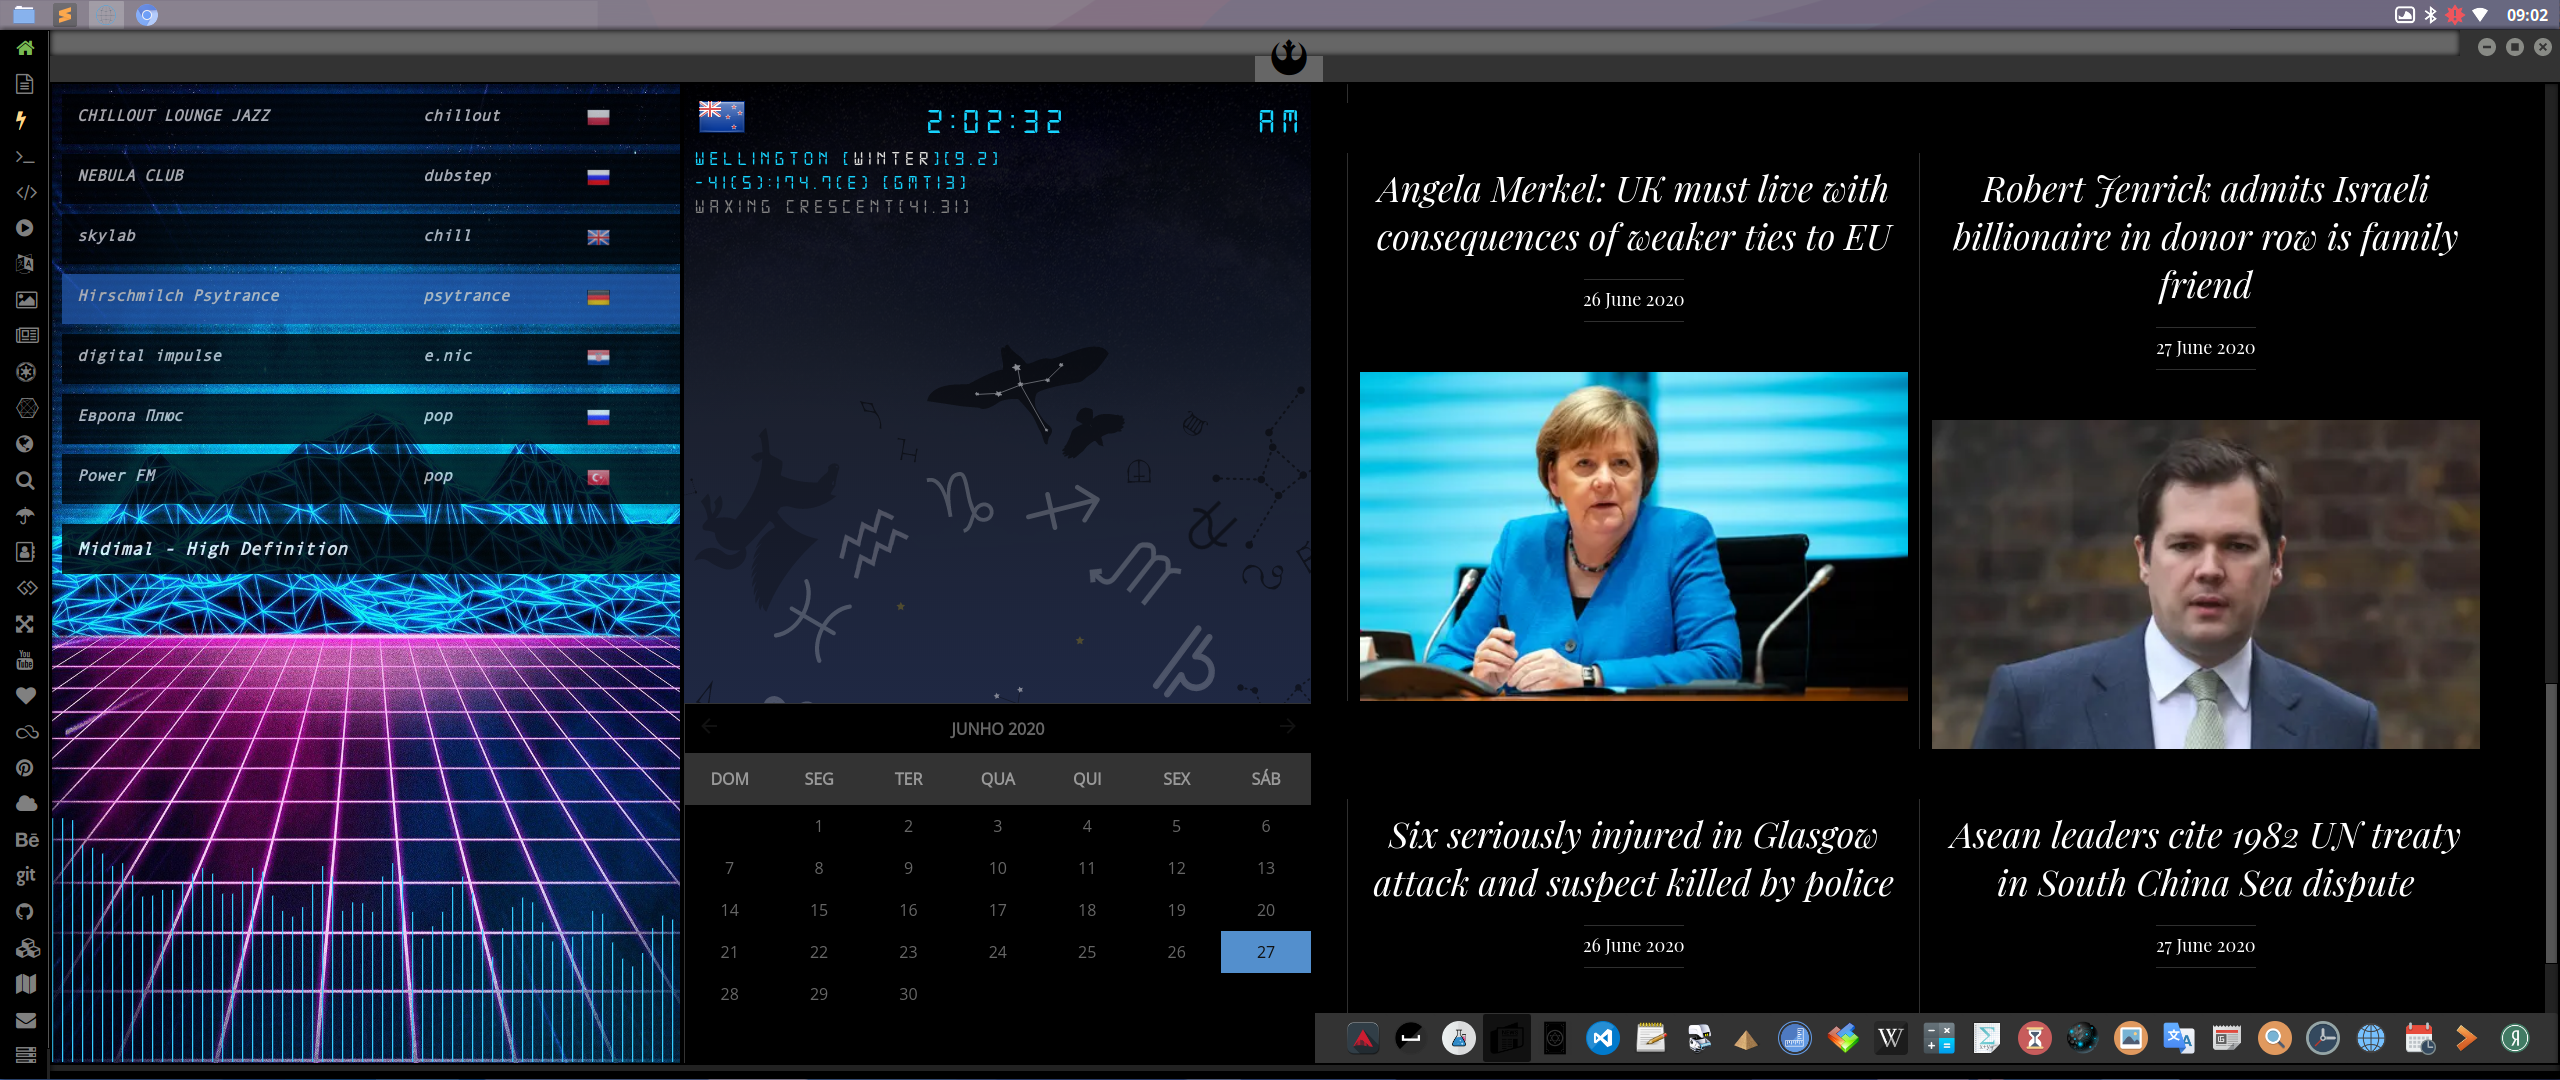 09:02
CHILLOUT LOUNGE JAZZ chillout
NEBULA CLUB dubstep
skylab chill
Hirschmilch Psytrance psytrance
digital impulse e.nic
Европа Плюс pop
Power FM pop
Midimal - High Definition
2:02:32 AM
WELLINGTON [WINTER][9.2]
-41(S):174.7(E) [GMT13]
WAXING CRESCENT[41.31]
JUNHO 2020
DOM SEG TER QUA QUI SEX SÁB
1 2 3 4 5 6
7 8 9 10 11 12 13
14 15 16 17 18 19 20
21 22 23 24 25 26 27
28 29 30
Angela Merkel: UK must live with
consequences of weaker ties to EU
26 June 2020
Robert Jenrick admits Israeli
billionaire in donor row is family
friend
27 June 2020
Six seriously injured in Glasgow
attack and suspect killed by police
26 June 2020
Asean leaders cite 1982 UN treaty
in South China Sea dispute
27 June 2020
You
Tube
Bē
git
W
Я